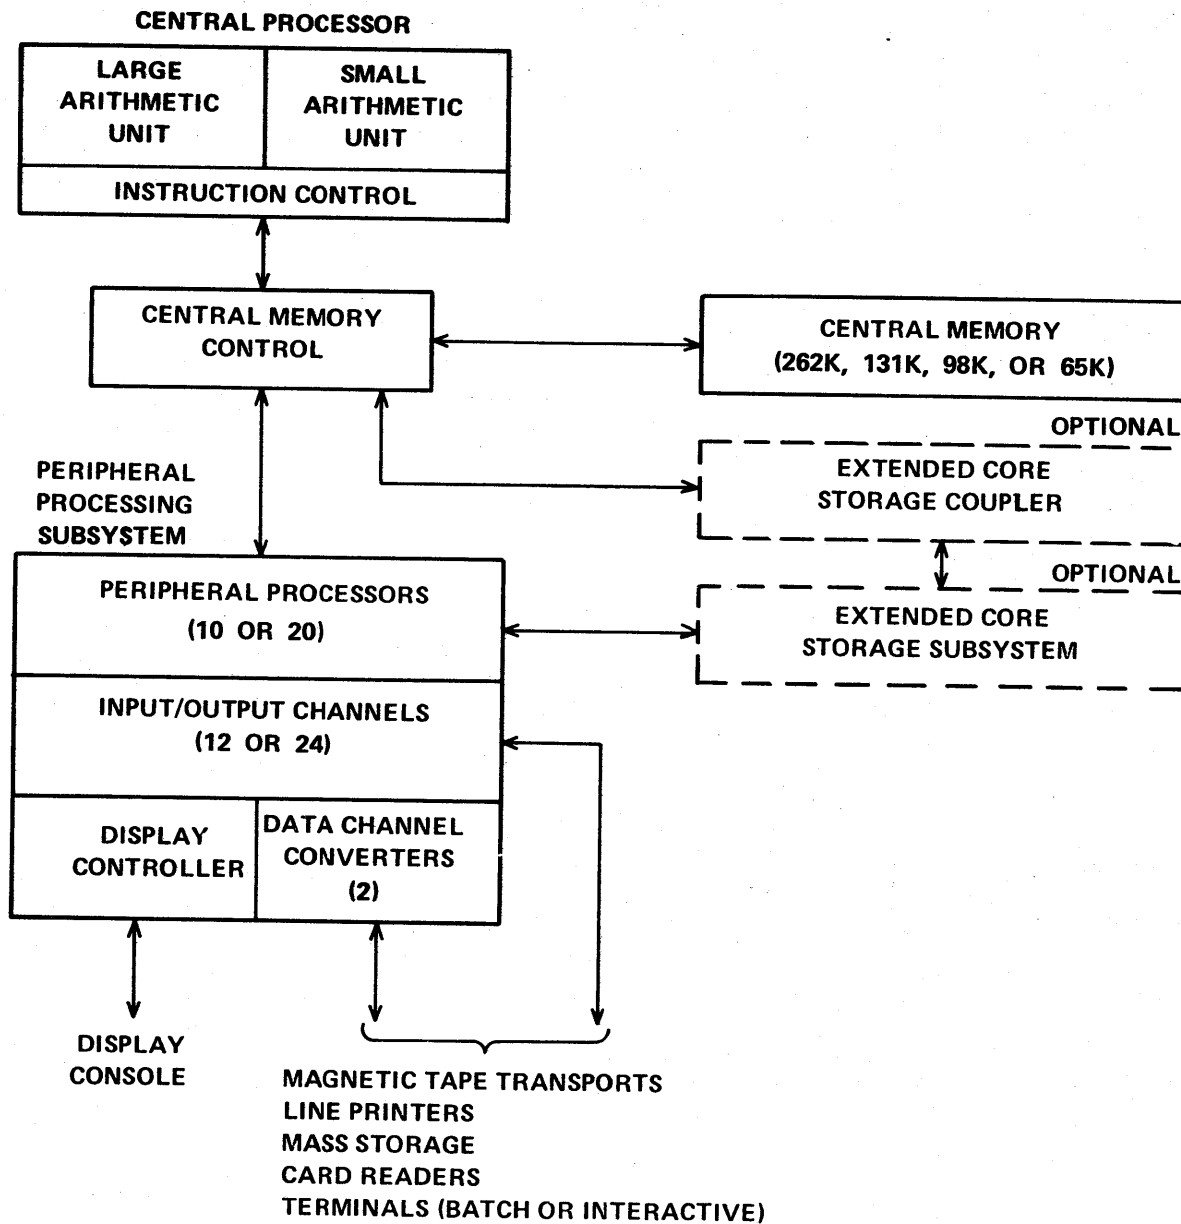 CENTRAL PROCESSOR
LARGE
ARITHMETIC
UNIT
SMALL
ARITHMETIC
UNIT
INSTRUCTION CONTROL
CENTRAL MEMORY
CONTROL
CENTRAL MEMORY
(262K, 131K, 98K, OR 65K)
OPTIONAL
EXTENDED CORE
STORAGE COUPLER
PERIPHERAL
PROCESSING
SUBSYSTEM
OPTIONAL
EXTENDED CORE
STORAGE SUBSYSTEM
PERIPHERAL PROCESSORS
(10 OR 20)
INPUT/OUTPUT CHANNELS
(12 OR 24)
DISPLAY
CONTROLLER
DATA CHANNEL
CONVERTERS
(2)
DISPLAY
CONSOLE
MAGNETIC TAPE TRANSPORTS
LINE PRINTERS
MASS STORAGE
CARD READERS
TERMINALS (BATCH OR INTERACTIVE)